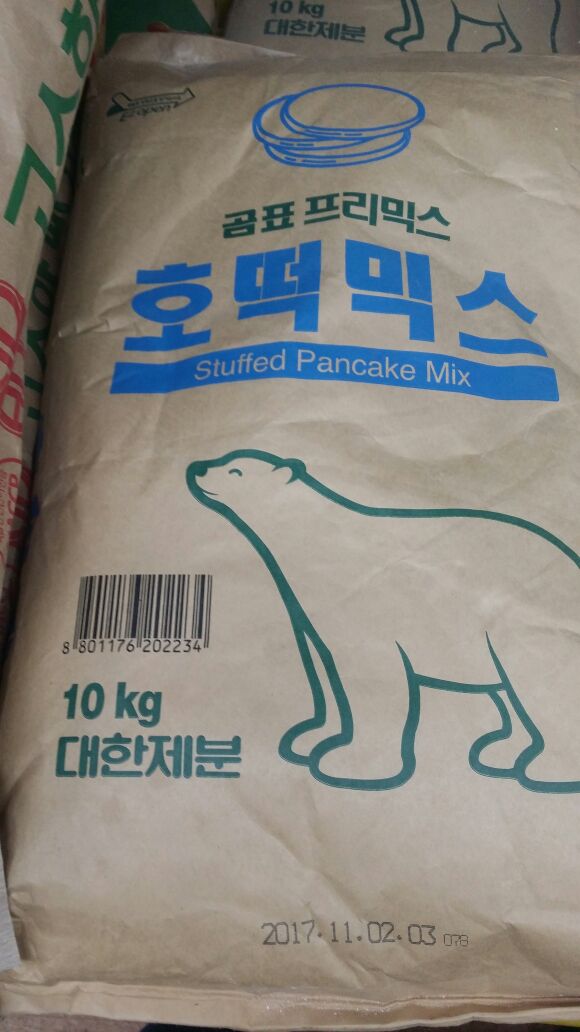 10 kg
대한제분
곰표 프리믹스
호떡믹스
Stuffed Pancake Mix
8 801176 202234
10 kg
대한제분
2017.11.02.03 078